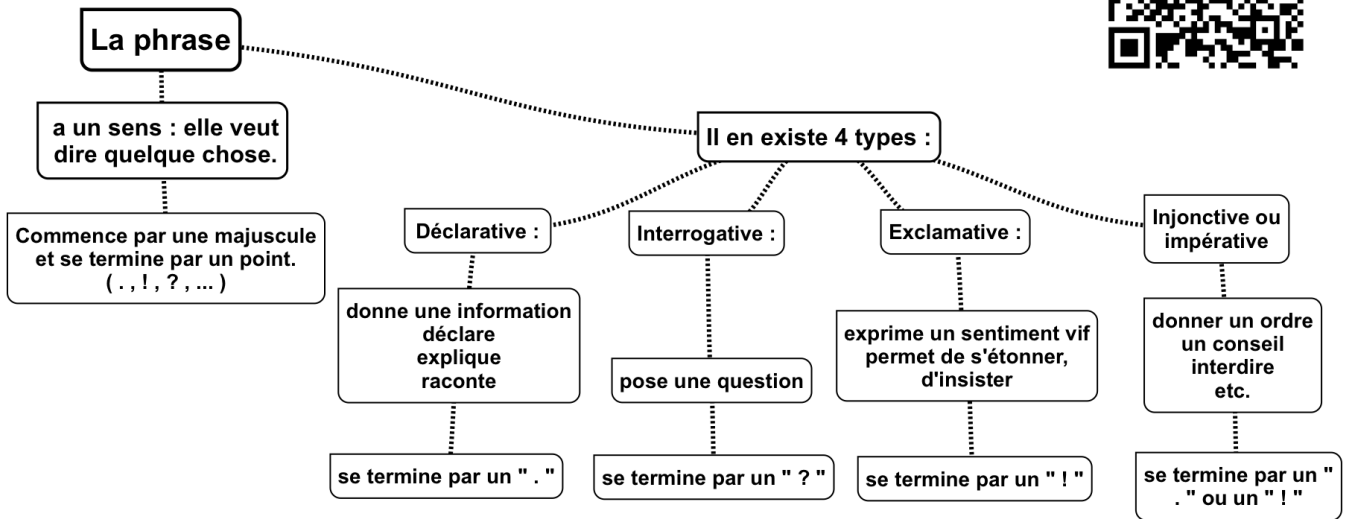 La phrase
a un sens : elle veut
dire quelque chose.
Commence par une majuscule
et se termine par un point.
( . , ! , ? , ... )
Il en existe 4 types :
Déclarative :
donne une information
déclare
explique
raconte
se termine par un " . "
Interrogative :
pose une question
se termine par un " ? "
Exclamative :
exprime un sentiment vif
permet de s'étonner,
d'insister
se termine par un " ! "
Injonctive ou
impérative
donner un ordre
un conseil
interdire
etc.
se termine par un "
. " ou un " ! "